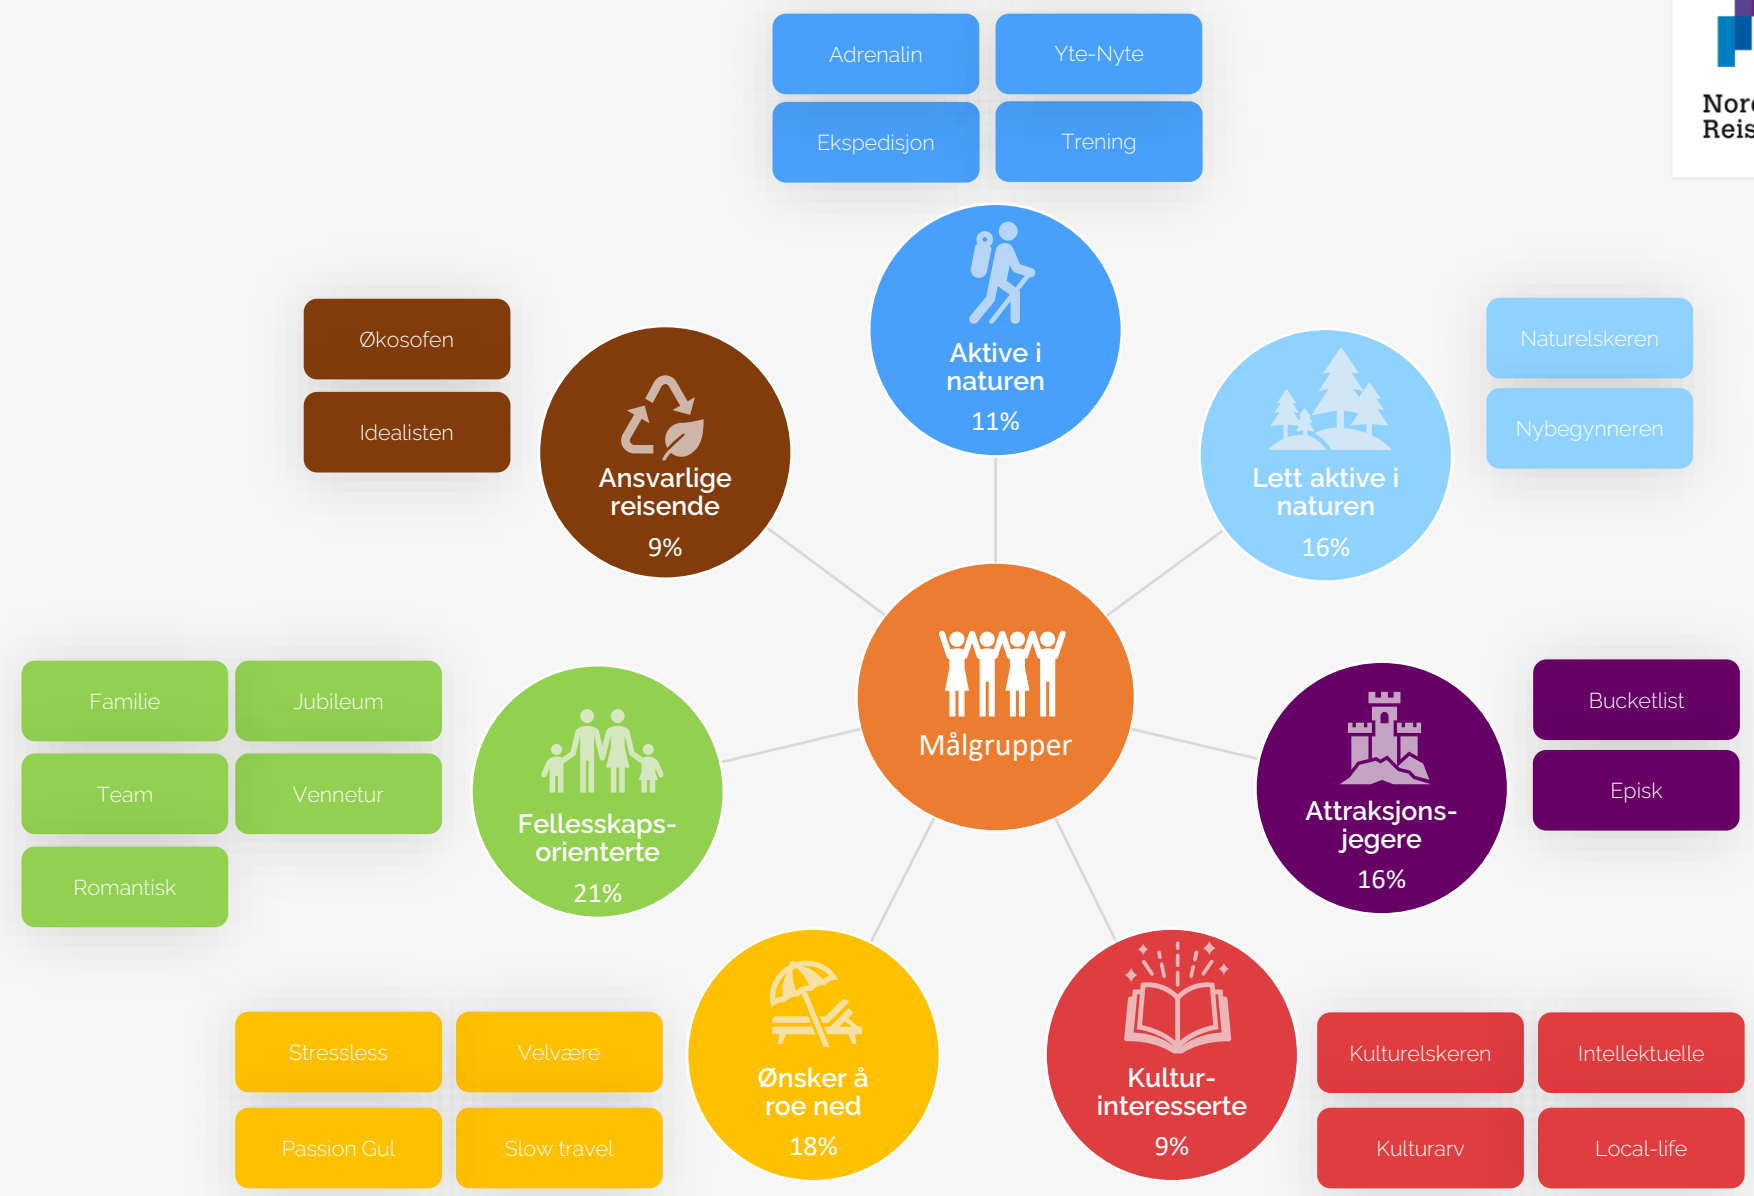 Adrenalin
Yte-Nyte
Ekspedisjon
Trening
Aktive i
naturen
11%
Økosofen
Idealisten
Ansvarlige
reisende
9%
Naturelskeren
Nybegynneren
Lett aktive i
naturen
16%
Målgrupper
Familie
Jubileum
Team
Vennetur
Romantisk
Fellesskaps-
orienterte
21%
Bucketlist
Episk
Attraksjons-
jegere
16%
Stressless
Velvære
Passion Gul
Slow travel
Ønsker å
roe ned
18%
Kultur-
interesserte
9%
Kulturelskeren
Intellektuelle
Kulturarv
Local-life